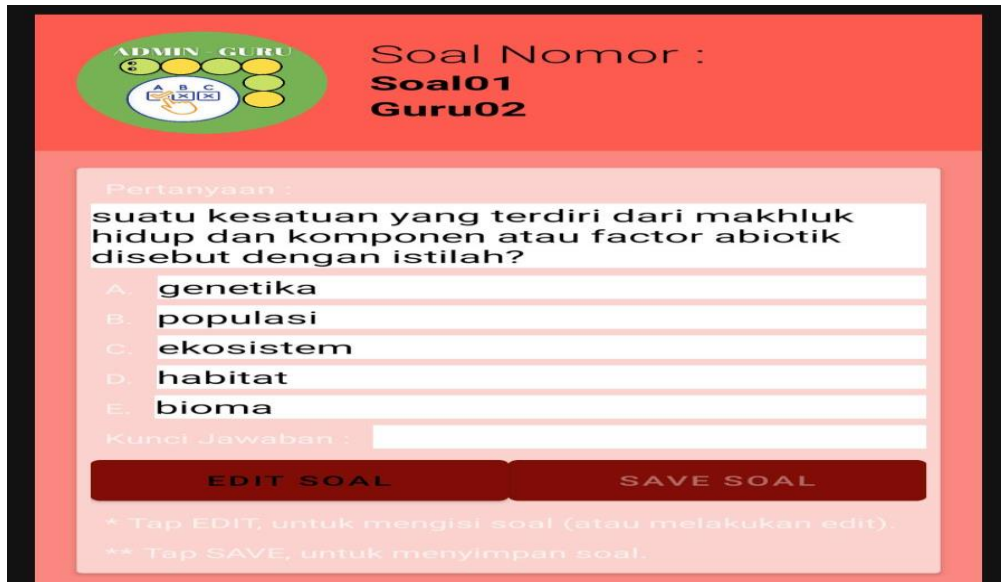 ADMIN - GURU
A B C
Soal Nomor :
Soal01
Guru02
Pertanyaan :
suatu kesatuan yang terdiri dari makhluk
hidup dan komponen atau factor abiotik
disebut dengan istilah?
A. genetika
B. populasi
C. ekosistem
D. habitat
E. bioma
Kunci Jawaban :
EDIT SOAL SAVE SOAL
* Tap EDIT, untuk mengisi soal (atau melakukan edit).
** Tap SAVE, untuk menyimpan soal.